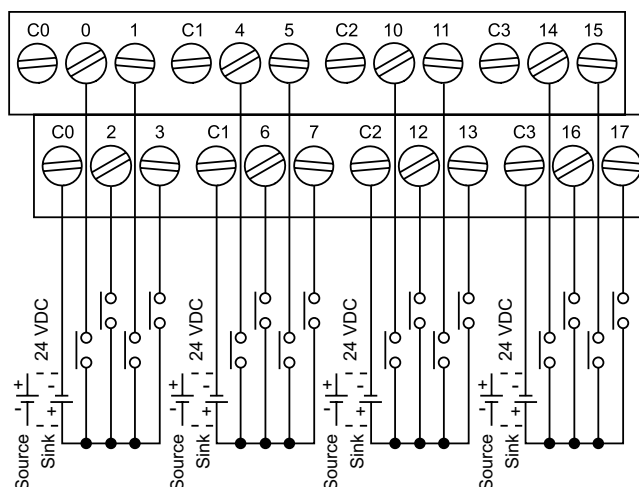 C0 0 1 C1 4 5 C2 10 11 C3 14 15
C0 2 3 C1 6 7 C2 12 13 C3 16 17
24 VDC 24 VDC 24 VDC 24 VDC
+ - + - + - + -
- + - + - + - +
Source Sink Source Sink Source Sink Source Sink